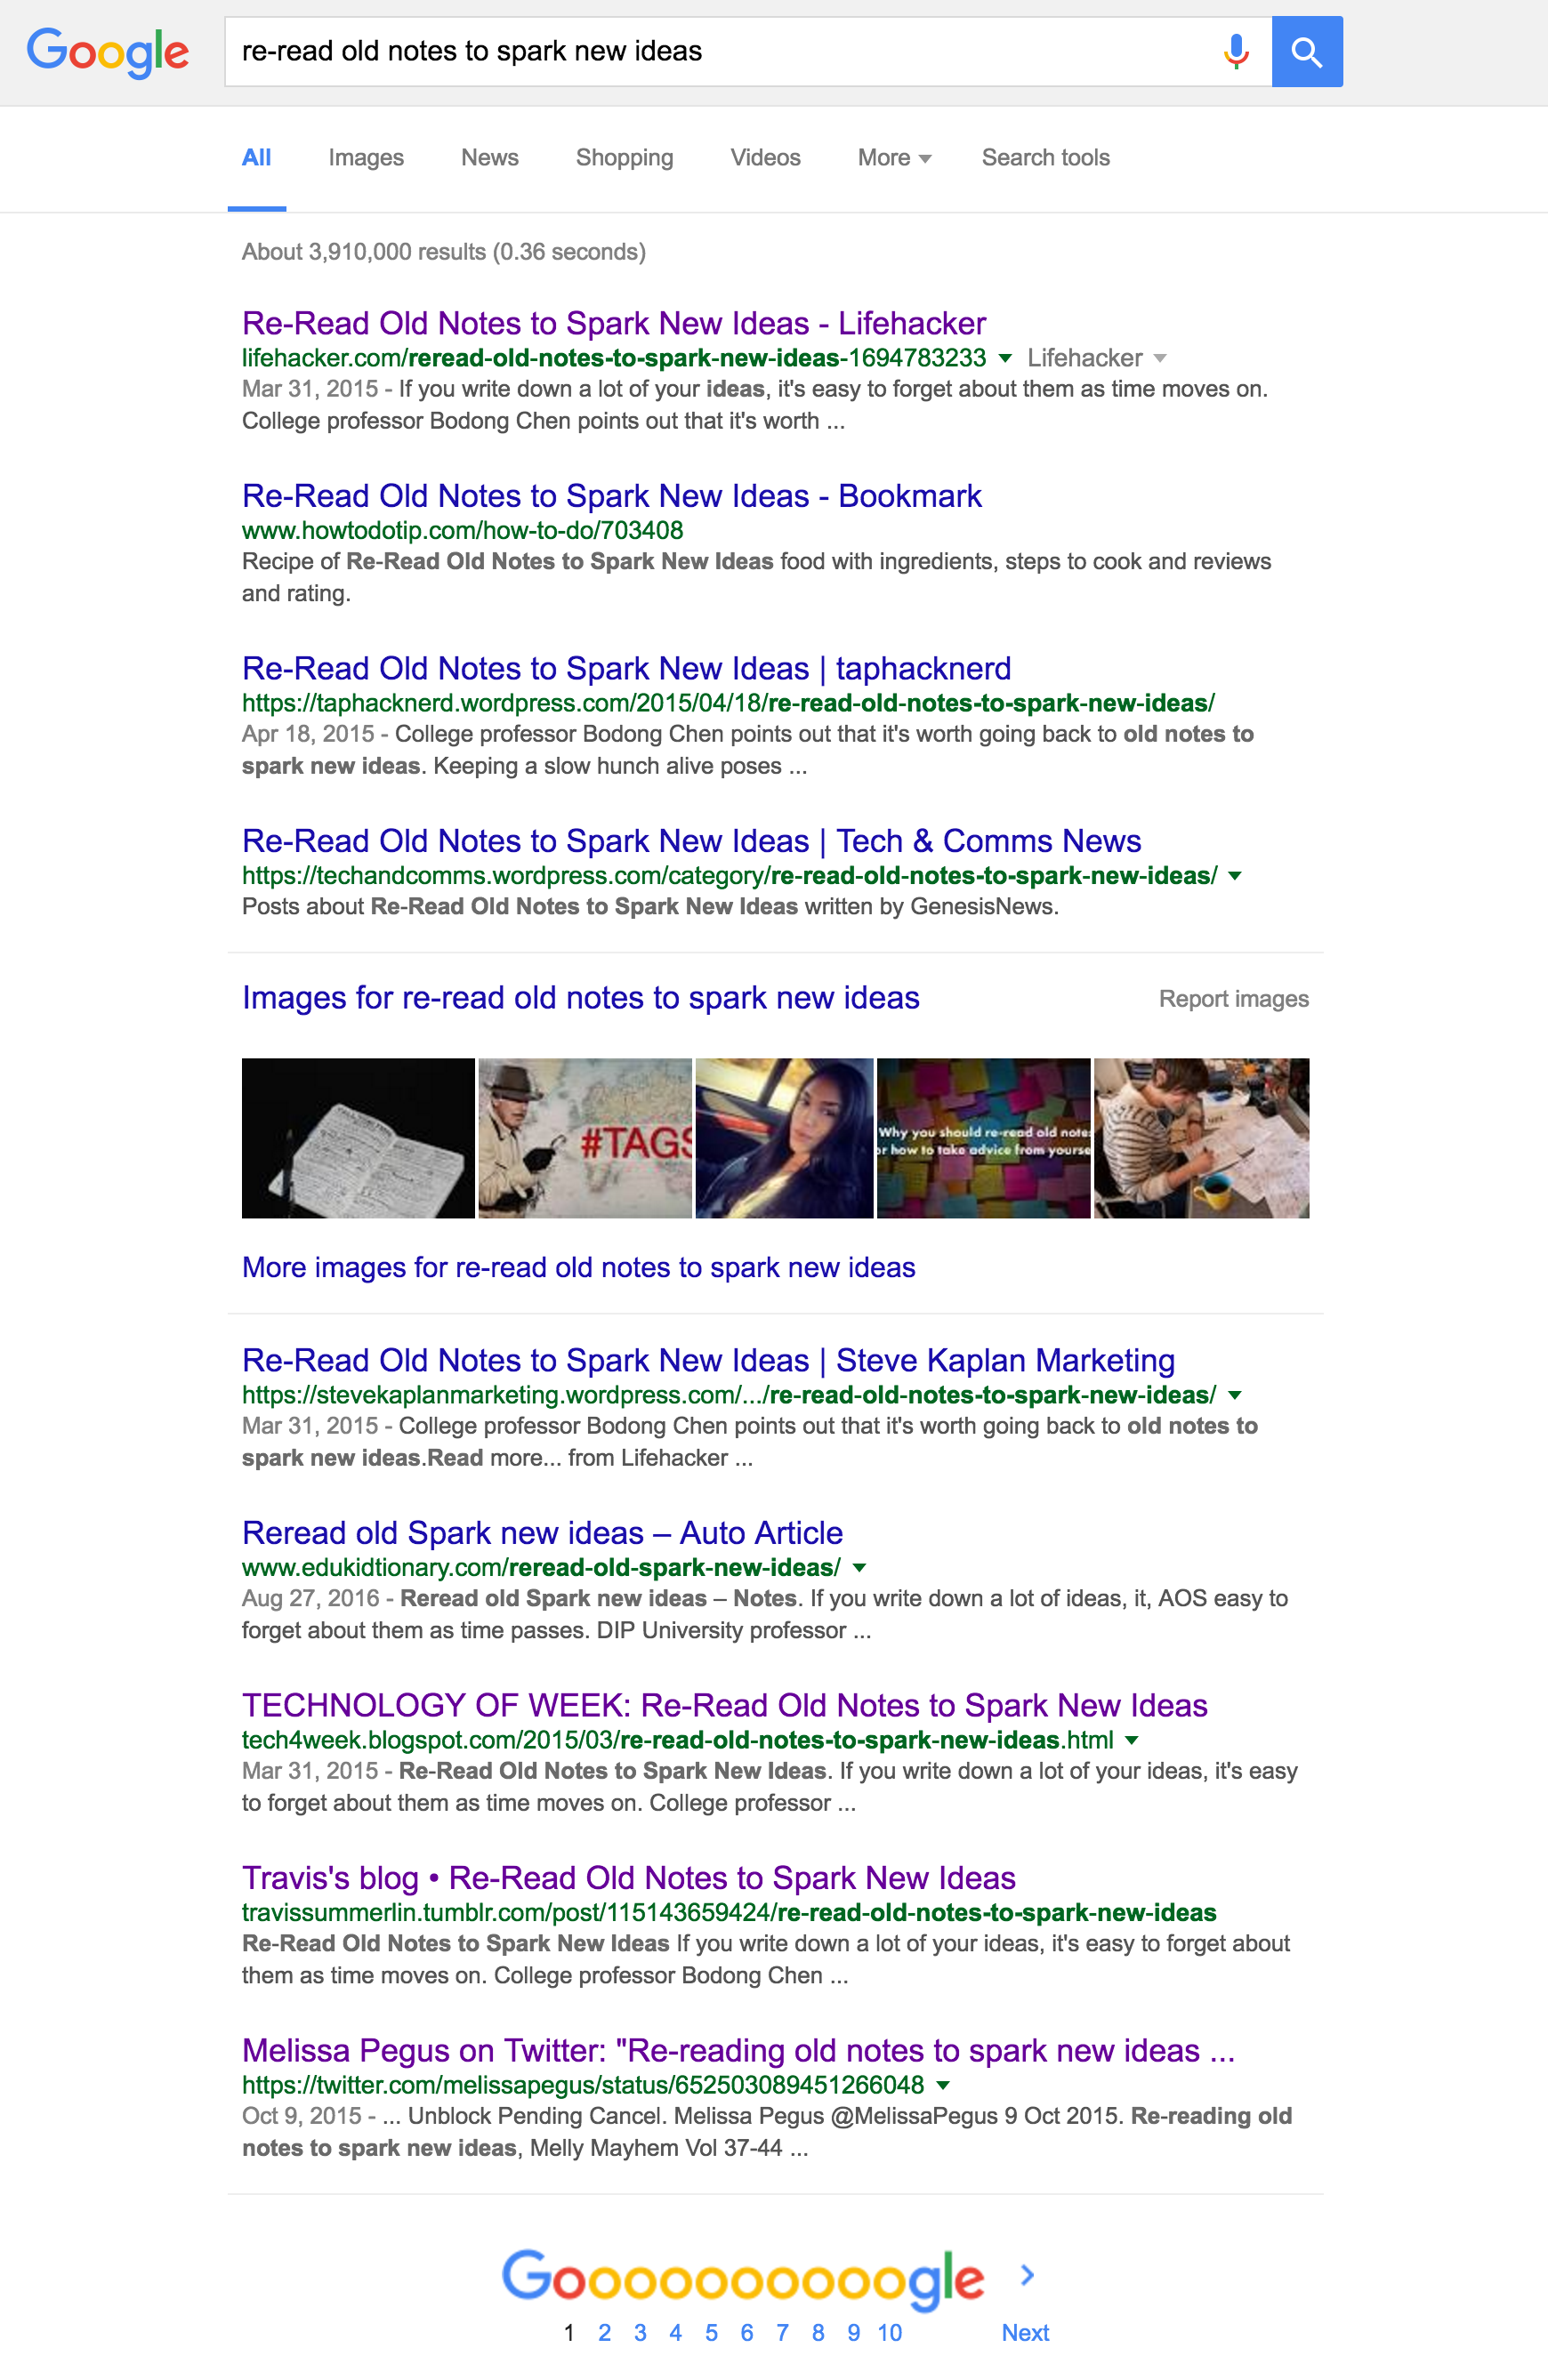 Google
re-read old notes to spark new ideas
All Images News Shopping Videos More Search tools
About 3,910,000 results (0.36 seconds)
Re-Read Old Notes to Spark New Ideas - Lifehacker
lifehacker.com/reread-old-notes-to-spark-new-ideas-1694783233 Lifehacker
Mar 31, 2015 - If you write down a lot of your ideas, it's easy to forget about them as time moves on.
College professor Bodong Chen points out that it's worth ...
Re-Read Old Notes to Spark New Ideas - Bookmark
www.howtodotip.com/how-to-do/703408
Recipe of Re-Read Old Notes to Spark New Ideas food with ingredients, steps to cook and reviews
and rating.
Re-Read Old Notes to Spark New Ideas | taphacknerd
https://taphacknerd.wordpress.com/2015/04/18/re-read-old-notes-to-spark-new-ideas/
Apr 18, 2015 - College professor Bodong Chen points out that it's worth going back to old notes to
spark new ideas. Keeping a slow hunch alive poses ...
Re-Read Old Notes to Spark New Ideas | Tech & Comms News
https://techandcomms.wordpress.com/category/re-read-old-notes-to-spark-new-ideas/
Posts about Re-Read Old Notes to Spark New Ideas written by GenesisNews.
Images for re-read old notes to spark new ideas Report images
#TAGS
Why you should re-read old notes
or how to take advice from yourse
More images for re-read old notes to spark new ideas
Re-Read Old Notes to Spark New Ideas | Steve Kaplan Marketing
https://stevekaplanmarketing.wordpress.com/.../re-read-old-notes-to-spark-new-ideas/
Mar 31, 2015 - College professor Bodong Chen points out that it's worth going back to old notes to
spark new ideas.Read more... from Lifehacker ...
Reread old Spark new ideas – Auto Article
www.edukidtionary.com/reread-old-spark-new-ideas/
Aug 27, 2016 - Reread old Spark new ideas – Notes. If you write down a lot of ideas, it, AOS easy to
forget about them as time passes. DIP University professor ...
TECHNOLOGY OF WEEK: Re-Read Old Notes to Spark New Ideas
tech4week.blogspot.com/2015/03/re-read-old-notes-to-spark-new-ideas.html
Mar 31, 2015 - Re-Read Old Notes to Spark New Ideas. If you write down a lot of your ideas, it's easy
to forget about them as time moves on. College professor ...
Travis's blog • Re-Read Old Notes to Spark New Ideas
travissummerlin.tumblr.com/post/115143659424/re-read-old-notes-to-spark-new-ideas
Re-Read Old Notes to Spark New Ideas If you write down a lot of your ideas, it's easy to forget about
them as time moves on. College professor Bodong Chen ...
Melissa Pegus on Twitter: "Re-reading old notes to spark new ideas ...
https://twitter.com/melissapegus/status/652503089451266048
Oct 9, 2015 - ... Unblock Pending Cancel. Melissa Pegus @MelissaPegus 9 Oct 2015. Re-reading old
notes to spark new ideas, Melly Mayhem Vol 37-44 ...
Goooooooooogle
1 2 3 4 5 6 7 8 9 10 Next